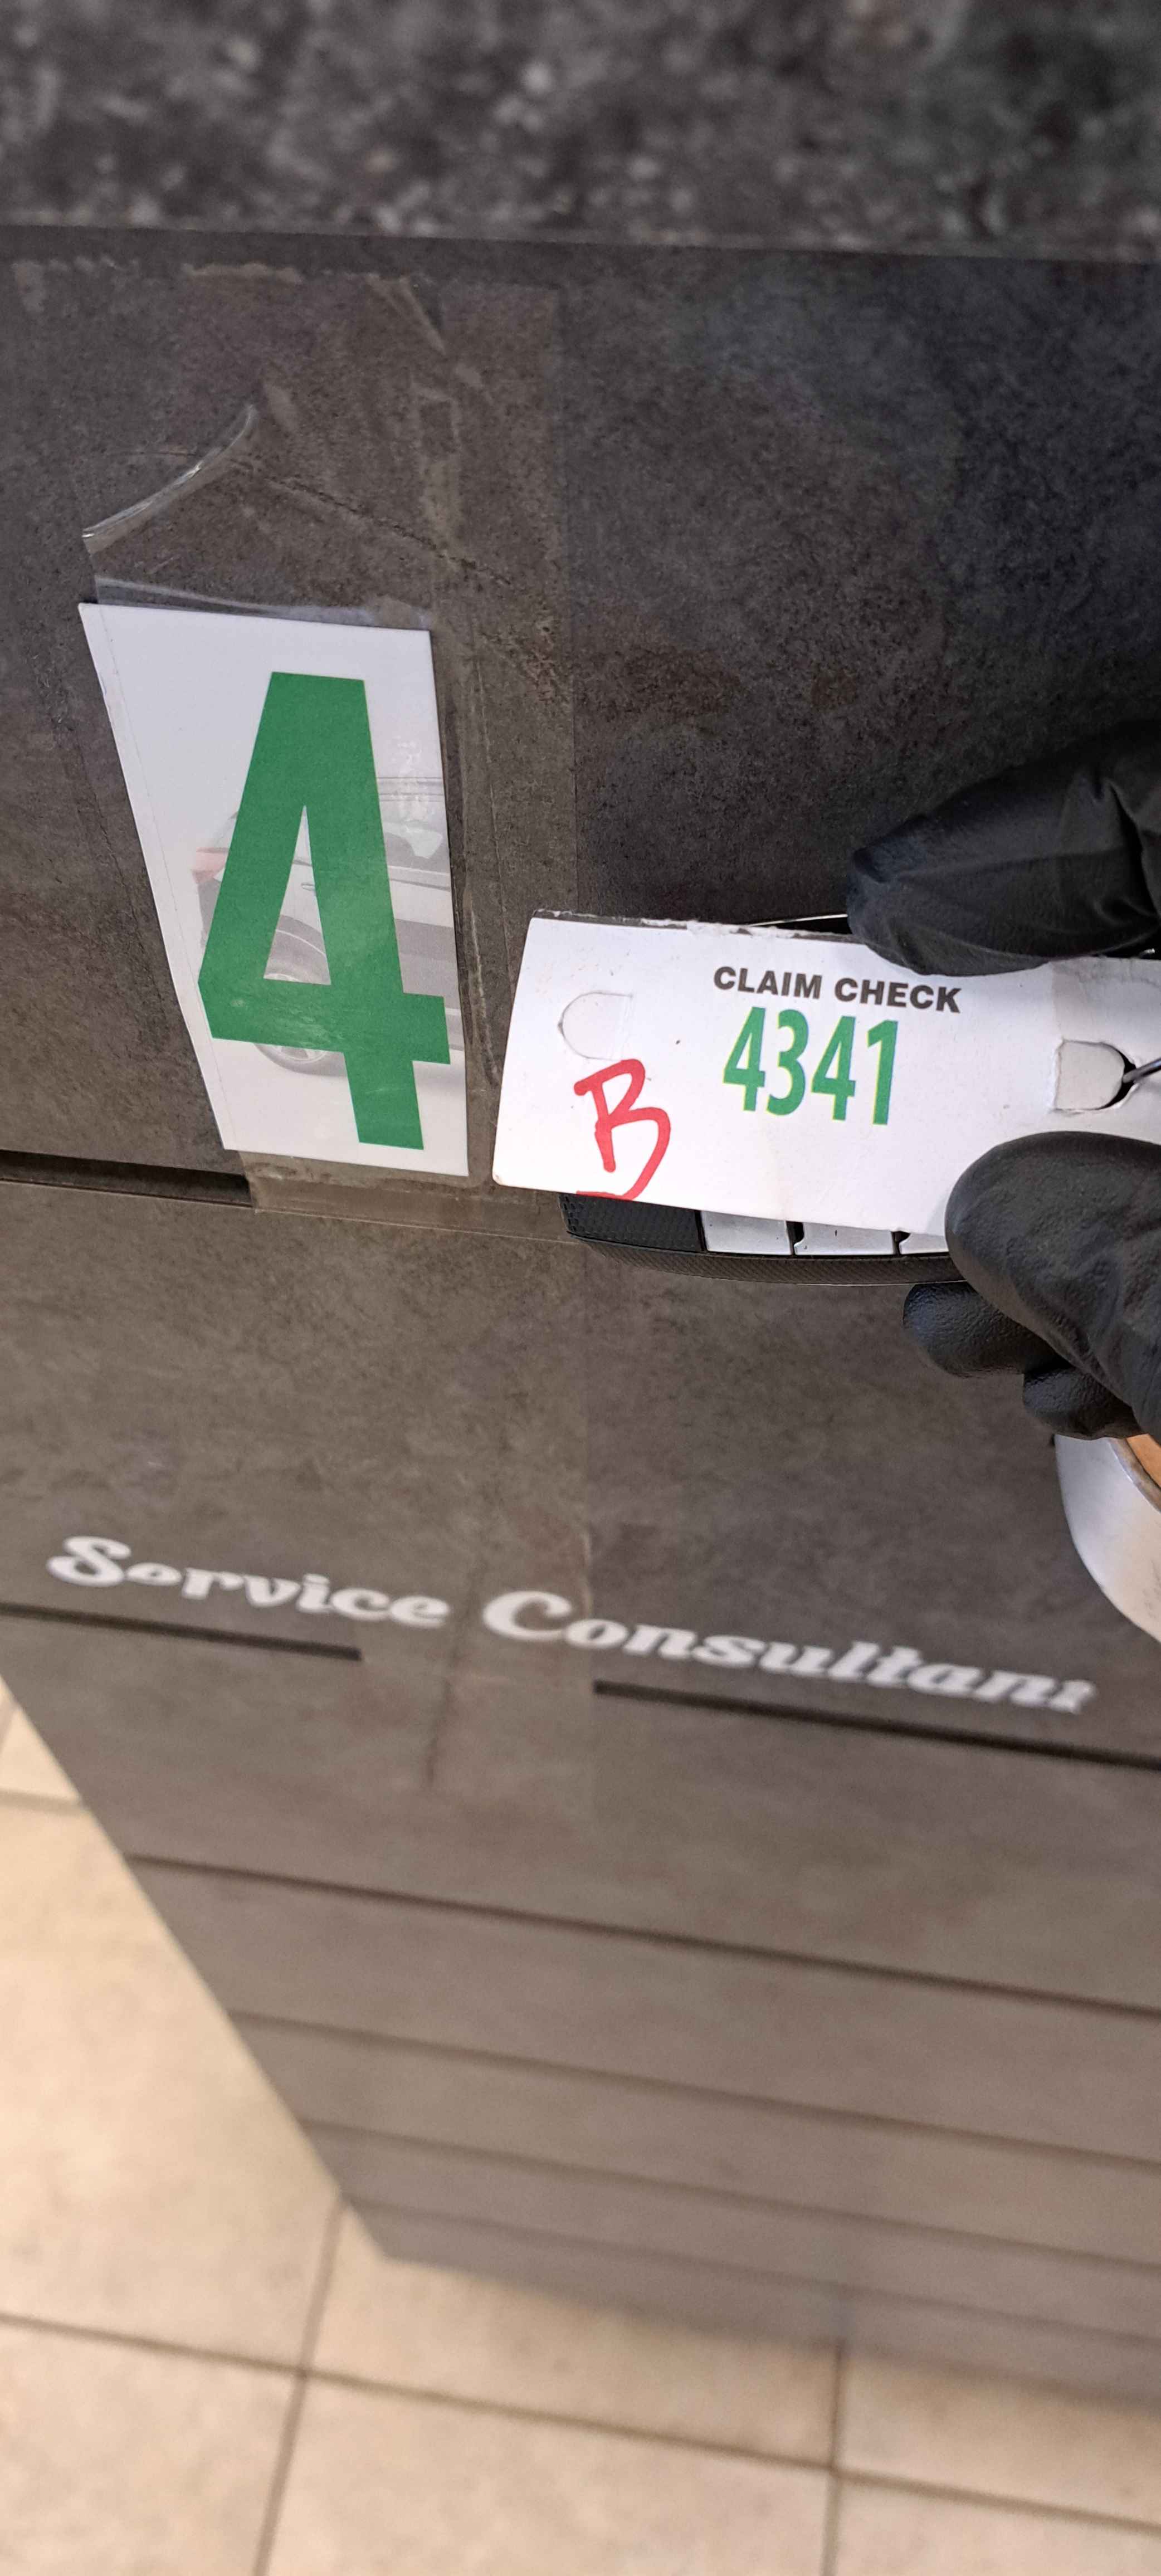 4
CLAIM CHECK
4341
B
Service Consultant